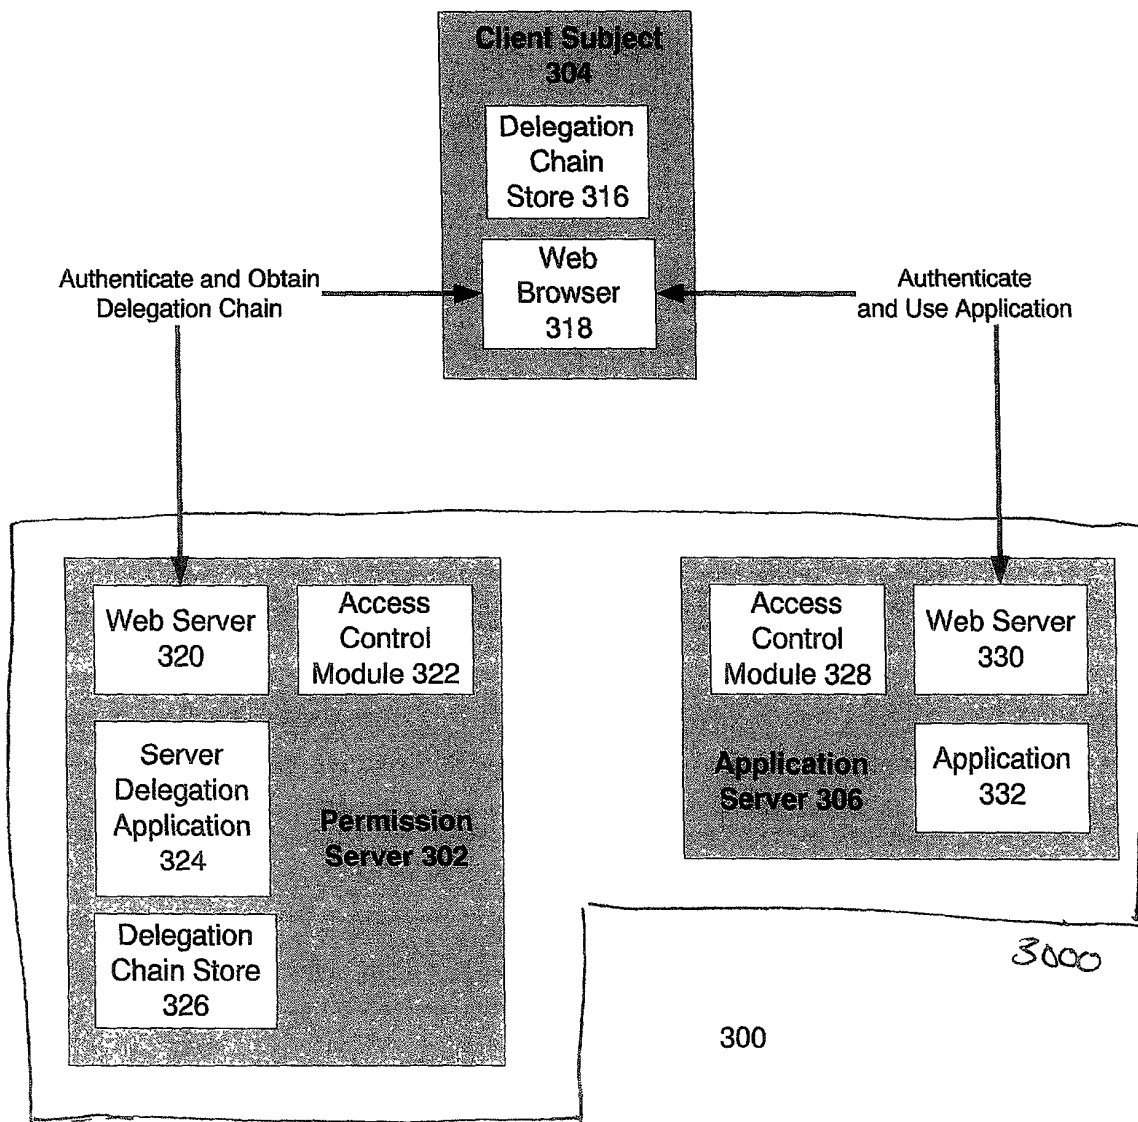 Client Subject
304
Delegation
Chain
Store 316
Web
Browser
318
Authenticate and Obtain
Delegation Chain
Authenticate
and Use Application
Web Server
320
Access
Control
Module 322
Server
Delegation
Application
324
Permission
Server 302
Delegation
Chain Store
326
Access
Control
Module 328
Web Server
330
Application
Server 306
Application
332
3000
300